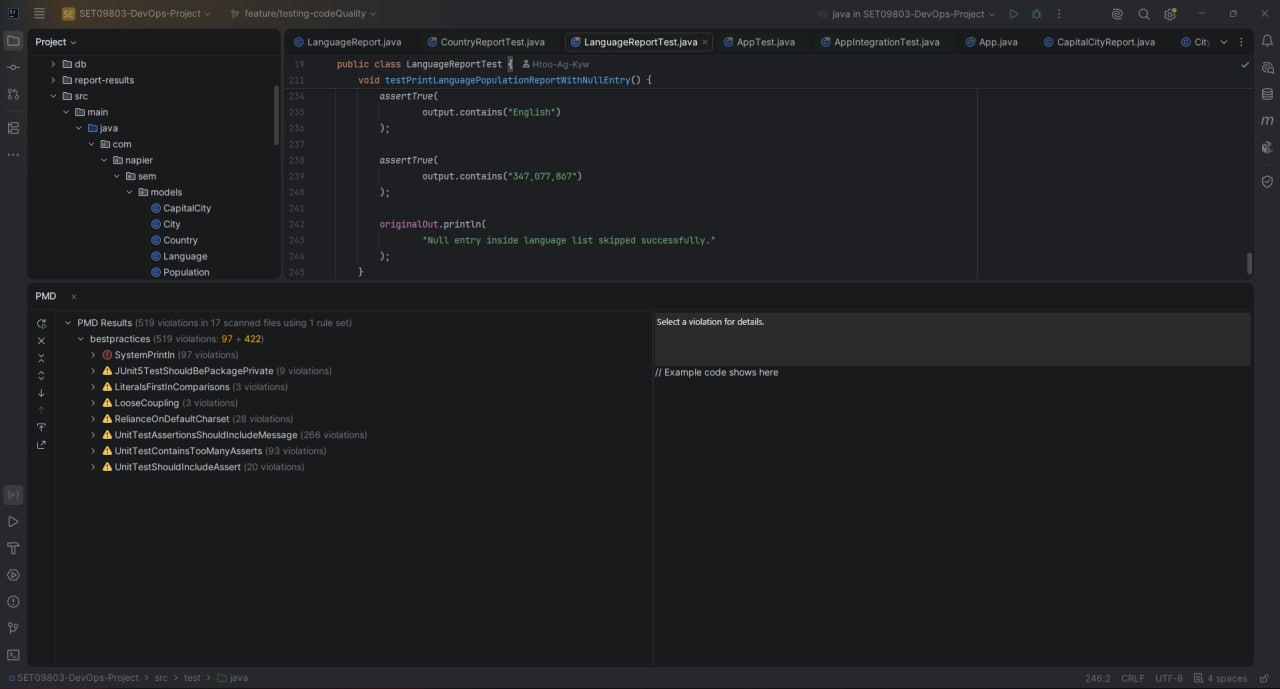 SE SET09803-DevOps-Project feature/testing-codeQuality java in SET09803-DevOps-Project
Project
LanguageReport.java CountryReportTest.java LanguageReportTest.java AppTest.java AppIntegrationTest.java App.java CapitalCityReport.java
db
report-results
src
main
java
com
napier
sem
models
CapitalCity
City
Country
Language
Population
19 public class LanguageReportTest { Htoo-Ag-Kyw
211 void testPrintLanguagePopulationReportWithNullEntry() {
234 assertTrue(
235 output.contains("English")
236 );
237
238 assertTrue(
239 output.contains("347,077,867")
240 );
241
242 originalOut.println(
243 "Null entry inside language list skipped successfully."
244 );
245 }
PMD
PMD Results (519 violations in 17 scanned files using 1 rule set)
bestpractices (519 violations: 97 + 422)
SystemPrintln (97 violations)
JUnit5TestShouldBePackagePrivate (9 violations)
LiteralsFirstInComparisons (3 violations)
LooseCoupling (3 violations)
RelianceOnDefaultCharset (28 violations)
UnitTestAssertionsShouldIncludeMessage (266 violations)
UnitTestContainsTooManyAsserts (93 violations)
UnitTestShouldIncludeAssert (20 violations)
Select a violation for details.
// Example code shows here
SET09803-DevOps-Project > src > test > java
246:2 CRLF UTF-8 4 spaces